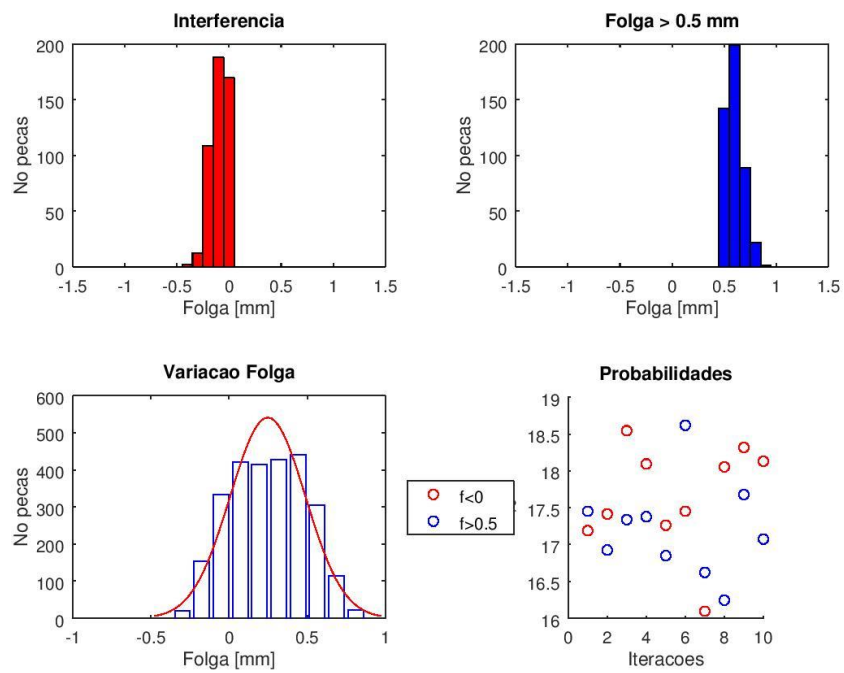 Interferencia
200
150
100
50
0
No pecas
-1.5 -1 -0.5 0 0.5 1 1.5
Folga [mm]
Folga > 0.5 mm
200
150
100
50
0
No pecas
-1.5 -1 -0.5 0 0.5 1 1.5
Folga [mm]
Variacao Folga
600
500
400
300
200
100
0
No pecas
-1 -0.5 0 0.5 1
Folga [mm]
f<0
f>0.5
Probabilidades
19
18.5
18
17.5
17
16.5
16
0 2 4 6 8 10
Iteracoes